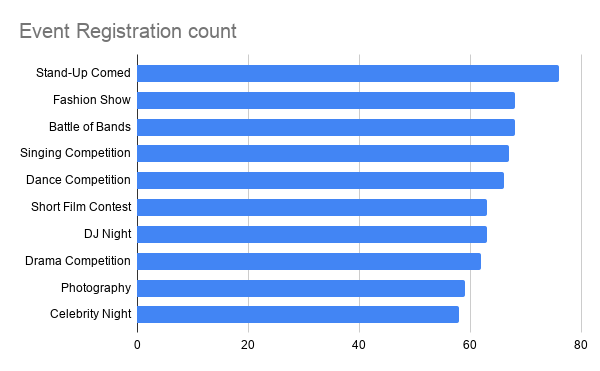 Event Registration count
Stand-Up Comed
Fashion Show
Battle of Bands
Singing Competition
Dance Competition
Short Film Contest
DJ Night
Drama Competition
Photography
Celebrity Night
0 20 40 60 80